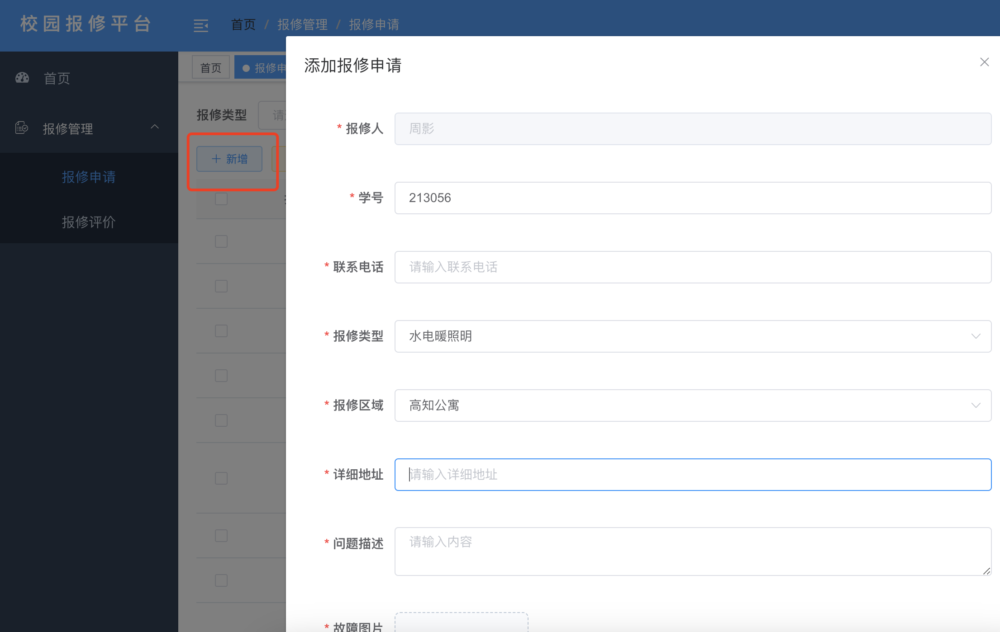 校园报修平台
首页 / 报修管理 / 报修申请
首页
报修管理
报修申请
报修评价
首页
报修申
报修类型
请
+ 新增
添加报修申请
* 报修人 周影
* 学号 213056
* 联系电话 请输入联系电话
* 报修类型 水电暖照明
* 报修区域 高知公寓
* 详细地址 请输入详细地址
* 问题描述 请输入内容
* 故障图片